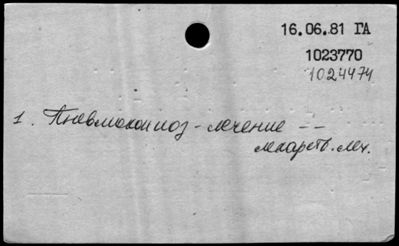 16.06.81 ГА
1023770
1024474
1. Пневмокониоз - лечение --
лекарств. леч.